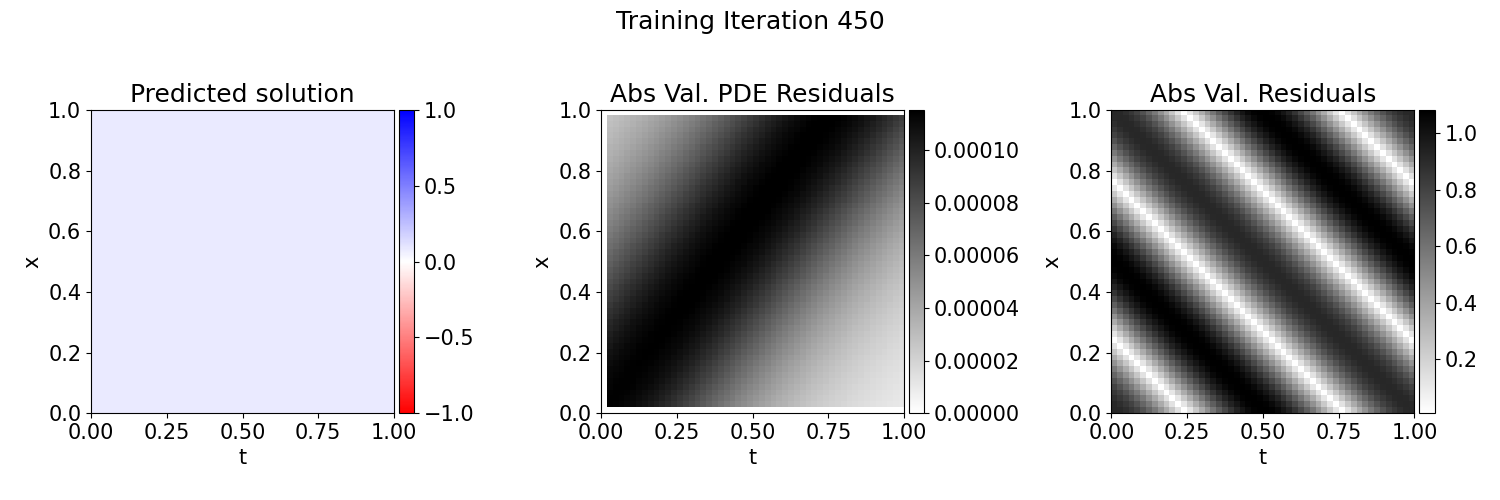 Training Iteration 450
Predicted solution
1.0
0.8
0.6
0.4
0.2
0.0
x
0.00 0.25 0.50 0.75 1.00
t
1.0
0.5
0.0
−0.5
−1.0
Abs Val. PDE Residuals
1.0
0.8
0.6
0.4
0.2
0.0
x
0.00 0.25 0.50 0.75 1.00
t
0.00010
0.00008
0.00006
0.00004
0.00002
0.00000
Abs Val. Residuals
1.0
0.8
0.6
0.4
0.2
0.0
x
0.00 0.25 0.50 0.75 1.00
t
1.0
0.8
0.6
0.4
0.2